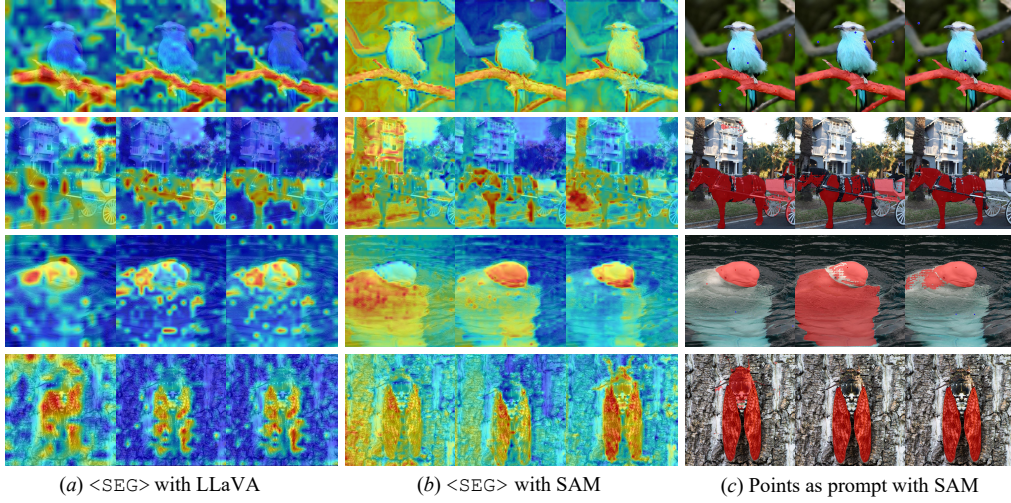 (a) <SEG> with LLaVA
(b) <SEG> with SAM
(c) Points as prompt with SAM